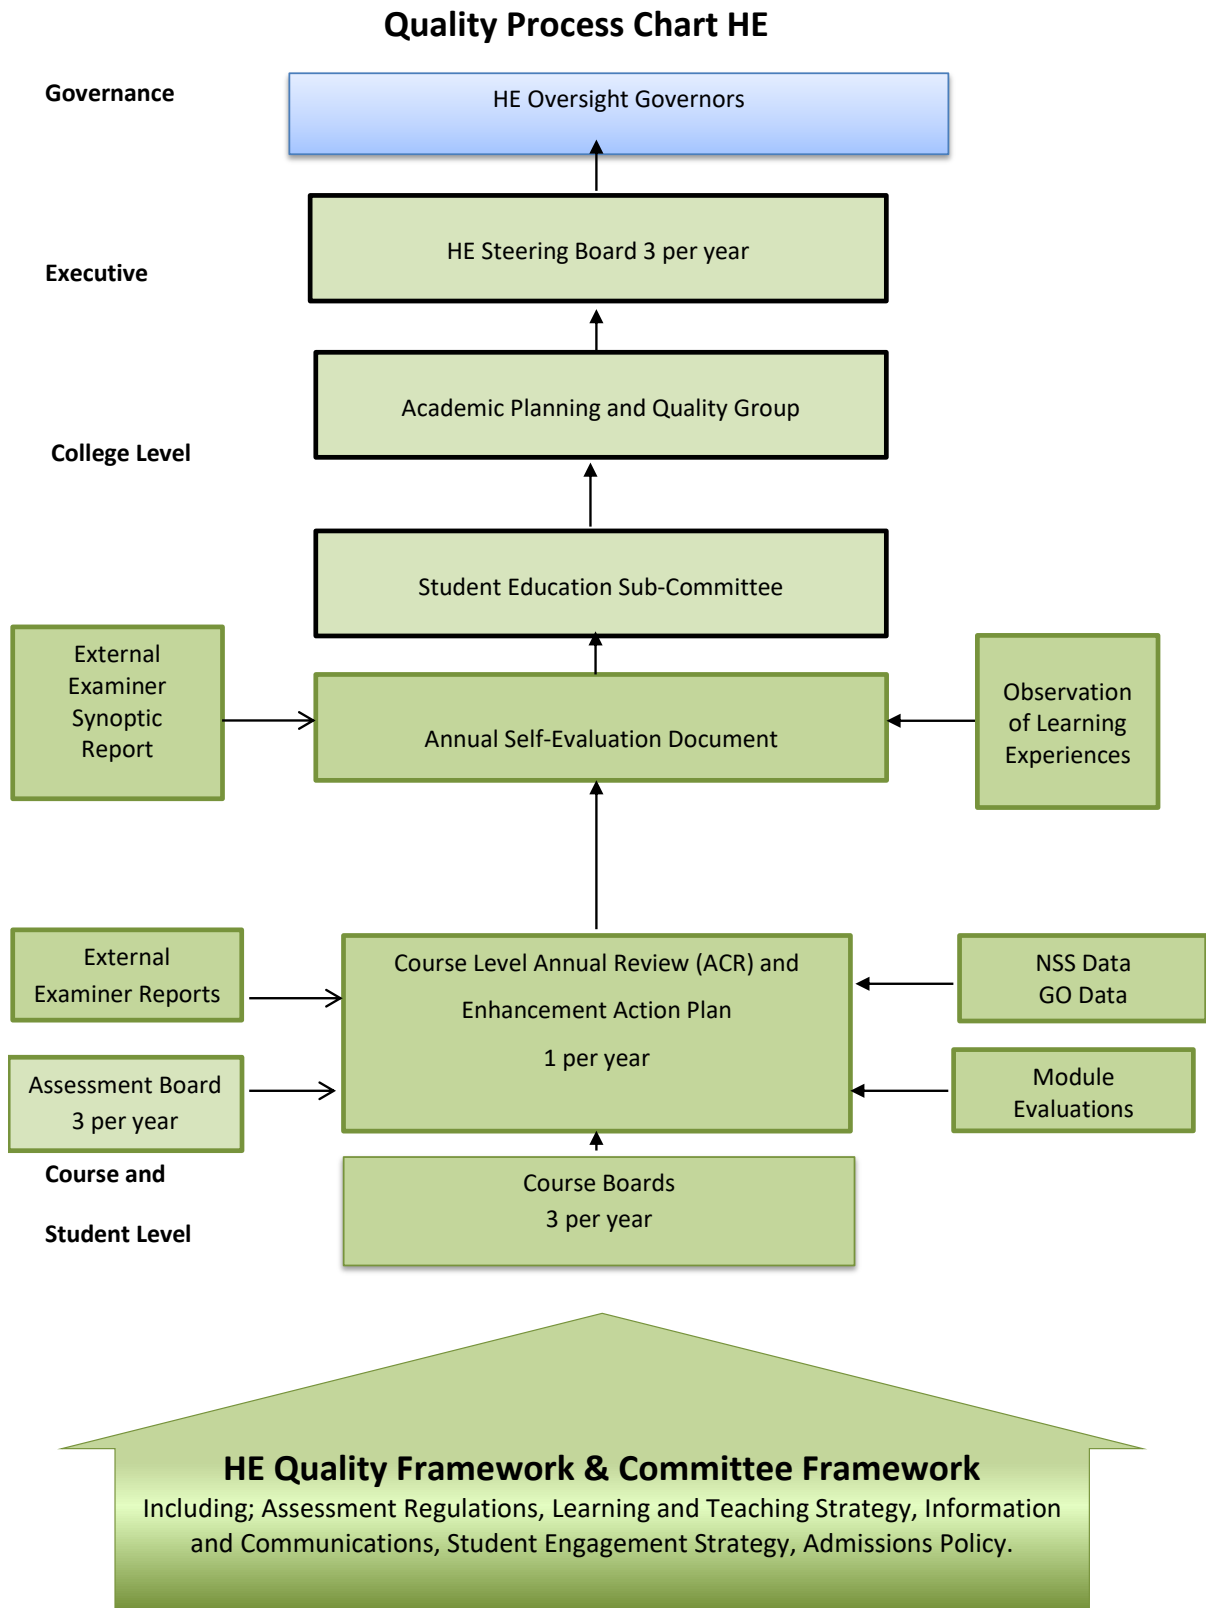 Quality Process Chart HE
Governance
HE Oversight Governors
HE Steering Board 3 per year
Executive
Academic Planning and Quality Group
College Level
Student Education Sub-Committee
External
Examiner
Synoptic
Report
Annual Self-Evaluation Document
Observation
of Learning
Experiences
External
Examiner Reports
Course Level Annual Review (ACR) and
Enhancement Action Plan
1 per year
NSS Data
GO Data
Assessment Board
3 per year
Module
Evaluations
Course and
Student Level
Course Boards
3 per year
HE Quality Framework & Committee Framework
Including; Assessment Regulations, Learning and Teaching Strategy, Information
and Communications, Student Engagement Strategy, Admissions Policy.